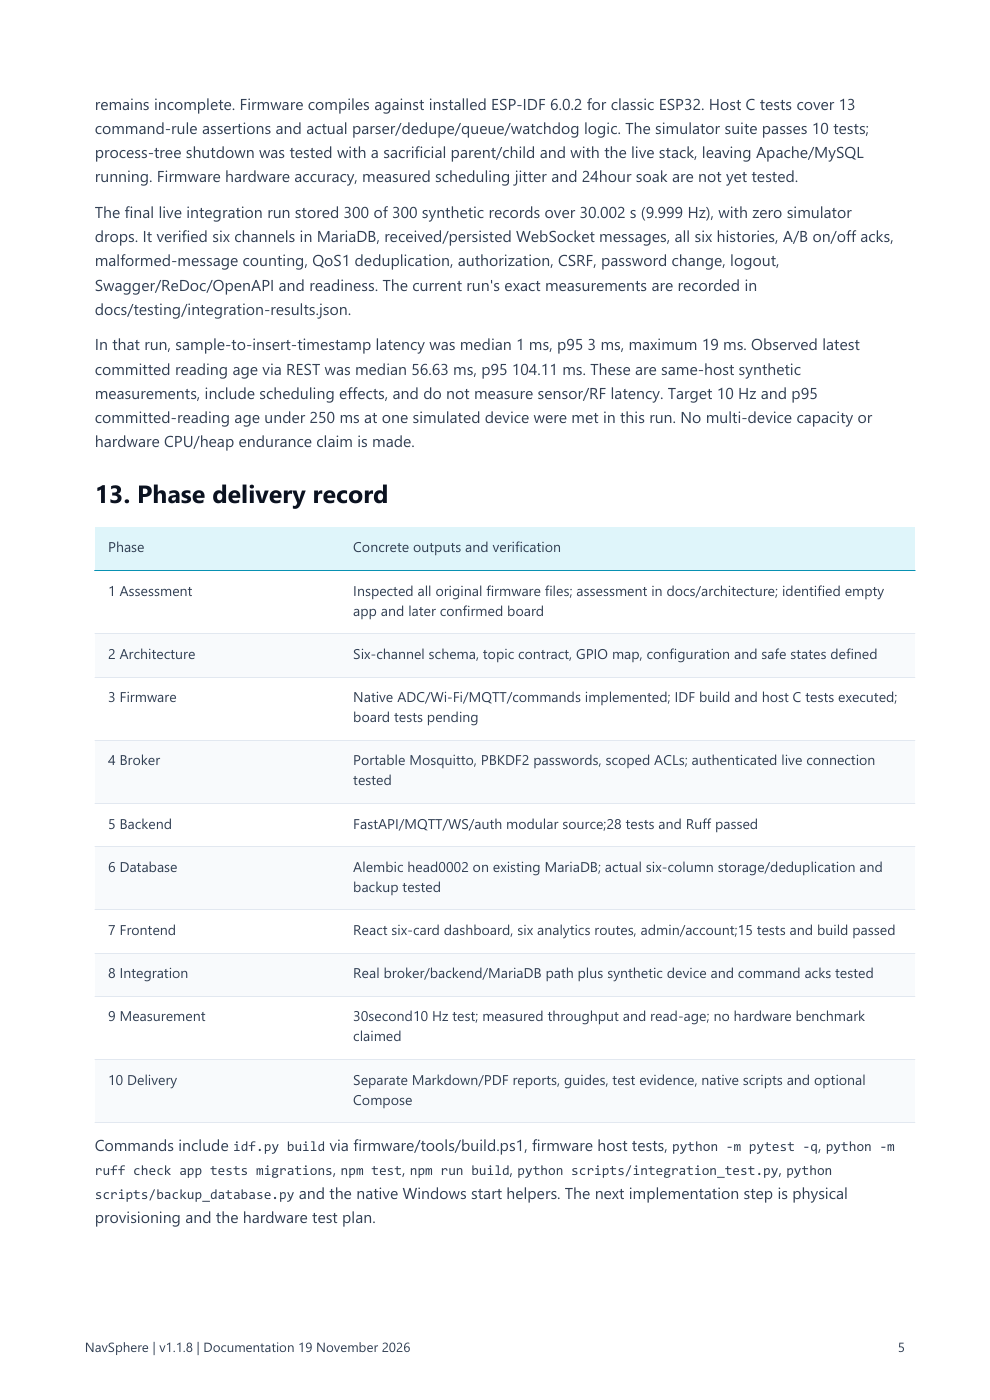 remains incomplete. Firmware compiles against installed ESP-IDF 6.0.2 for classic ESP32. Host C tests cover 13
command-rule assertions and actual parser/dedupe/queue/watchdog logic. The simulator suite passes 10 tests;
process-tree shutdown was tested with a sacrificial parent/child and with the live stack, leaving Apache/MySQL
running. Firmware hardware accuracy, measured scheduling jitter and 24hour soak are not yet tested.
The final live integration run stored 300 of 300 synthetic records over 30.002 s (9.999 Hz), with zero simulator
drops. It verified six channels in MariaDB, received/persisted WebSocket messages, all six histories, A/B on/off acks,
malformed-message counting, QoS1 deduplication, authorization, CSRF, password change, logout,
Swagger/ReDoc/OpenAPI and readiness. The current run's exact measurements are recorded in
docs/testing/integration-results.json.
In that run, sample-to-insert-timestamp latency was median 1 ms, p95 3 ms, maximum 19 ms. Observed latest
committed reading age via REST was median 56.63 ms, p95 104.11 ms. These are same-host synthetic
measurements, include scheduling effects, and do not measure sensor/RF latency. Target 10 Hz and p95
committed-reading age under 250 ms at one simulated device were met in this run. No multi-device capacity or
hardware CPU/heap endurance claim is made.
13. Phase delivery record
Phase Concrete outputs and verification
1 Assessment Inspected all original firmware files; assessment in docs/architecture; identified empty
app and later confirmed board
2 Architecture Six-channel schema, topic contract, GPIO map, configuration and safe states defined
3 Firmware Native ADC/Wi-Fi/MQTT/commands implemented; IDF build and host C tests executed;
board tests pending
4 Broker Portable Mosquitto, PBKDF2 passwords, scoped ACLs; authenticated live connection
tested
5 Backend FastAPI/MQTT/WS/auth modular source;28 tests and Ruff passed
6 Database Alembic head0002 on existing MariaDB; actual six-column storage/deduplication and
backup tested
7 Frontend React six-card dashboard, six analytics routes, admin/account;15 tests and build passed
8 Integration Real broker/backend/MariaDB path plus synthetic device and command acks tested
9 Measurement 30second10 Hz test; measured throughput and read-age; no hardware benchmark
claimed
10 Delivery Separate Markdown/PDF reports, guides, test evidence, native scripts and optional
Compose
Commands include idf.py build via firmware/tools/build.ps1, firmware host tests, python -m pytest -q, python -m
ruff check app tests migrations, npm test, npm run build, python scripts/integration_test.py, python
scripts/backup_database.py and the native Windows start helpers. The next implementation step is physical
provisioning and the hardware test plan.
NavSphere | v1.1.8 | Documentation 19 November 2026 5